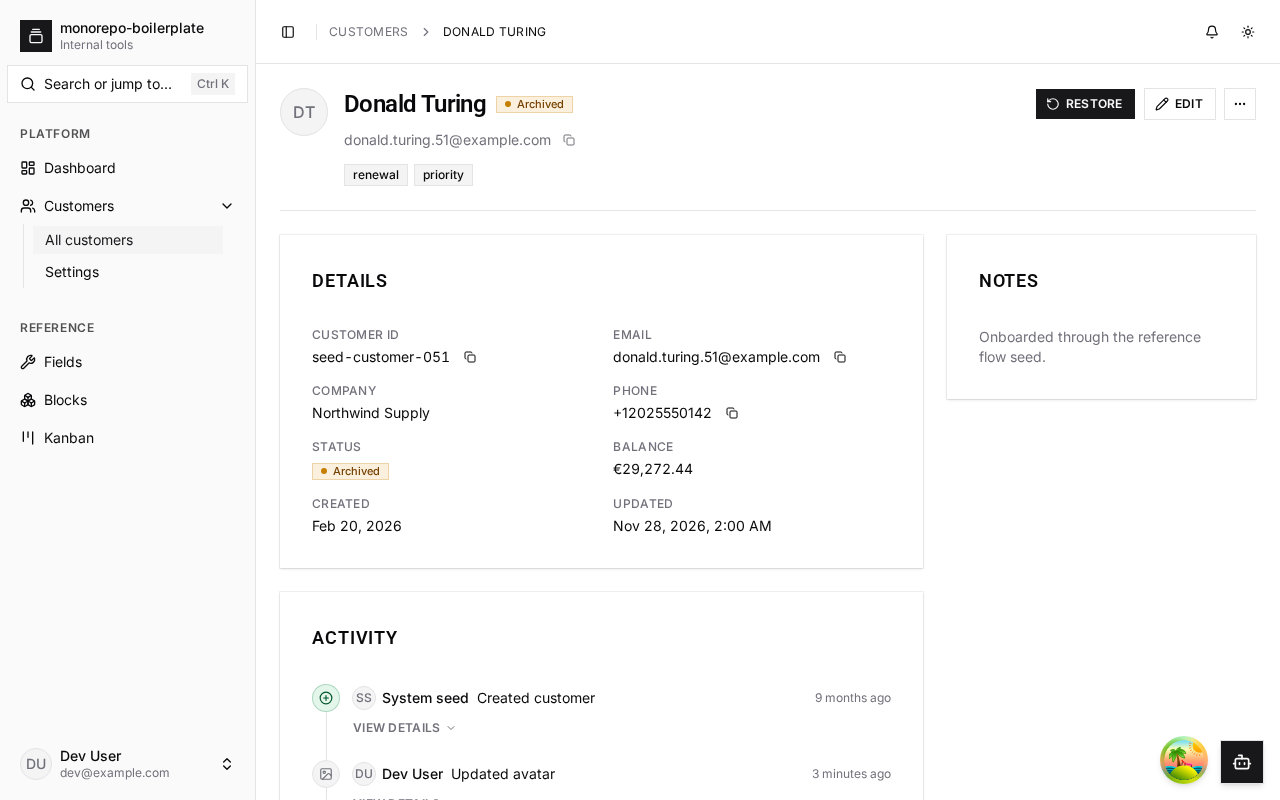 monorepo-boilerplate
Internal tools
Search or jump to...
Ctrl K
PLATFORM
Dashboard
Customers
All customers
Settings
REFERENCE
Fields
Blocks
Kanban
DU
Dev User
dev@example.com
CUSTOMERS
DONALD TURING
DT
Donald Turing
Archived
donald.turing.51@example.com
renewal
priority
RESTORE
EDIT
DETAILS
CUSTOMER ID
seed-customer-051
EMAIL
donald.turing.51@example.com
COMPANY
Northwind Supply
PHONE
+12025550142
STATUS
Archived
BALANCE
€29,272.44
CREATED
Feb 20, 2026
UPDATED
Nov 28, 2026, 2:00 AM
NOTES
Onboarded through the reference
flow seed.
ACTIVITY
SS
System seed Created customer
9 months ago
VIEW DETAILS
DU
Dev User Updated avatar
3 minutes ago